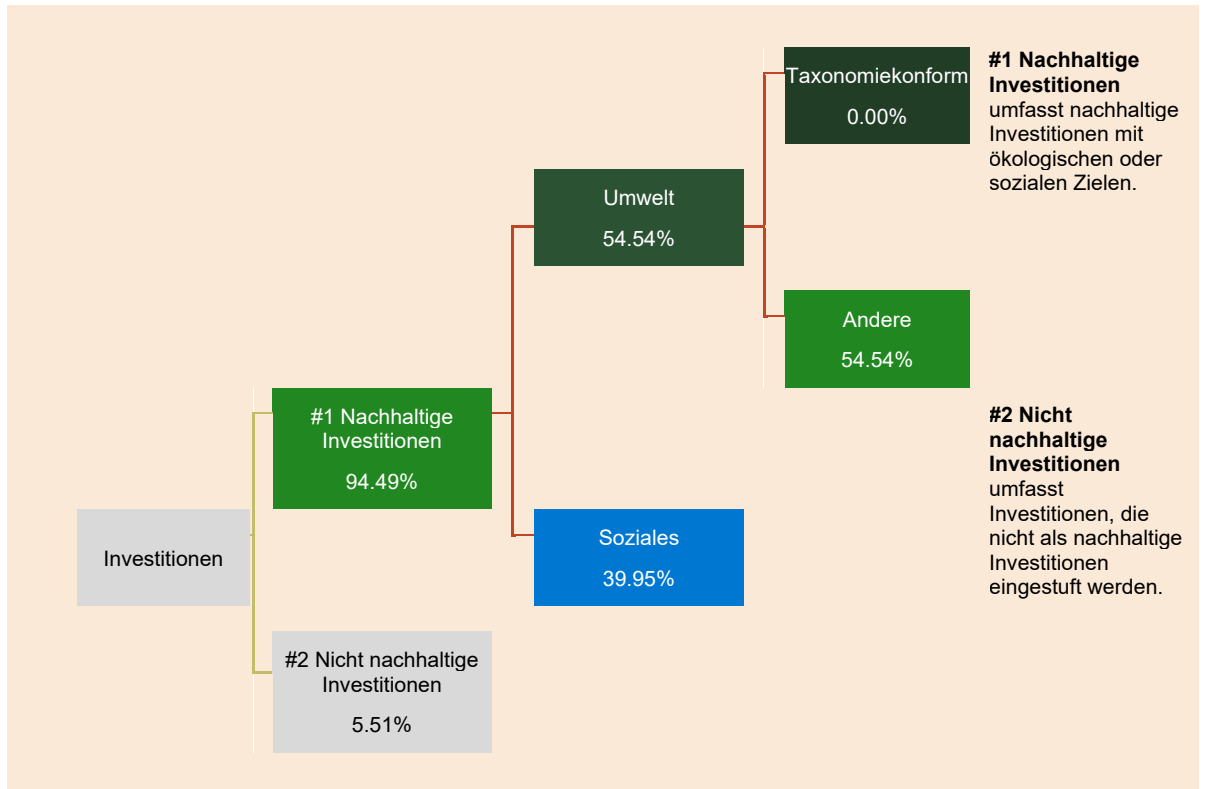 Taxonomiekonform
0.00%
#1 Nachhaltige
Investitionen
umfasst nachhaltige
Investitionen mit
ökologischen oder
sozialen Zielen.
Umwelt
54.54%
Andere
54.54%
#1 Nachhaltige
Investitionen
94.49%
#2 Nicht
nachhaltige
Investitionen
umfasst
Investitionen, die
nicht als nachhaltige
Investitionen
eingestuft werden.
Soziales
39.95%
Investitionen
#2 Nicht nachhaltige
Investitionen
5.51%